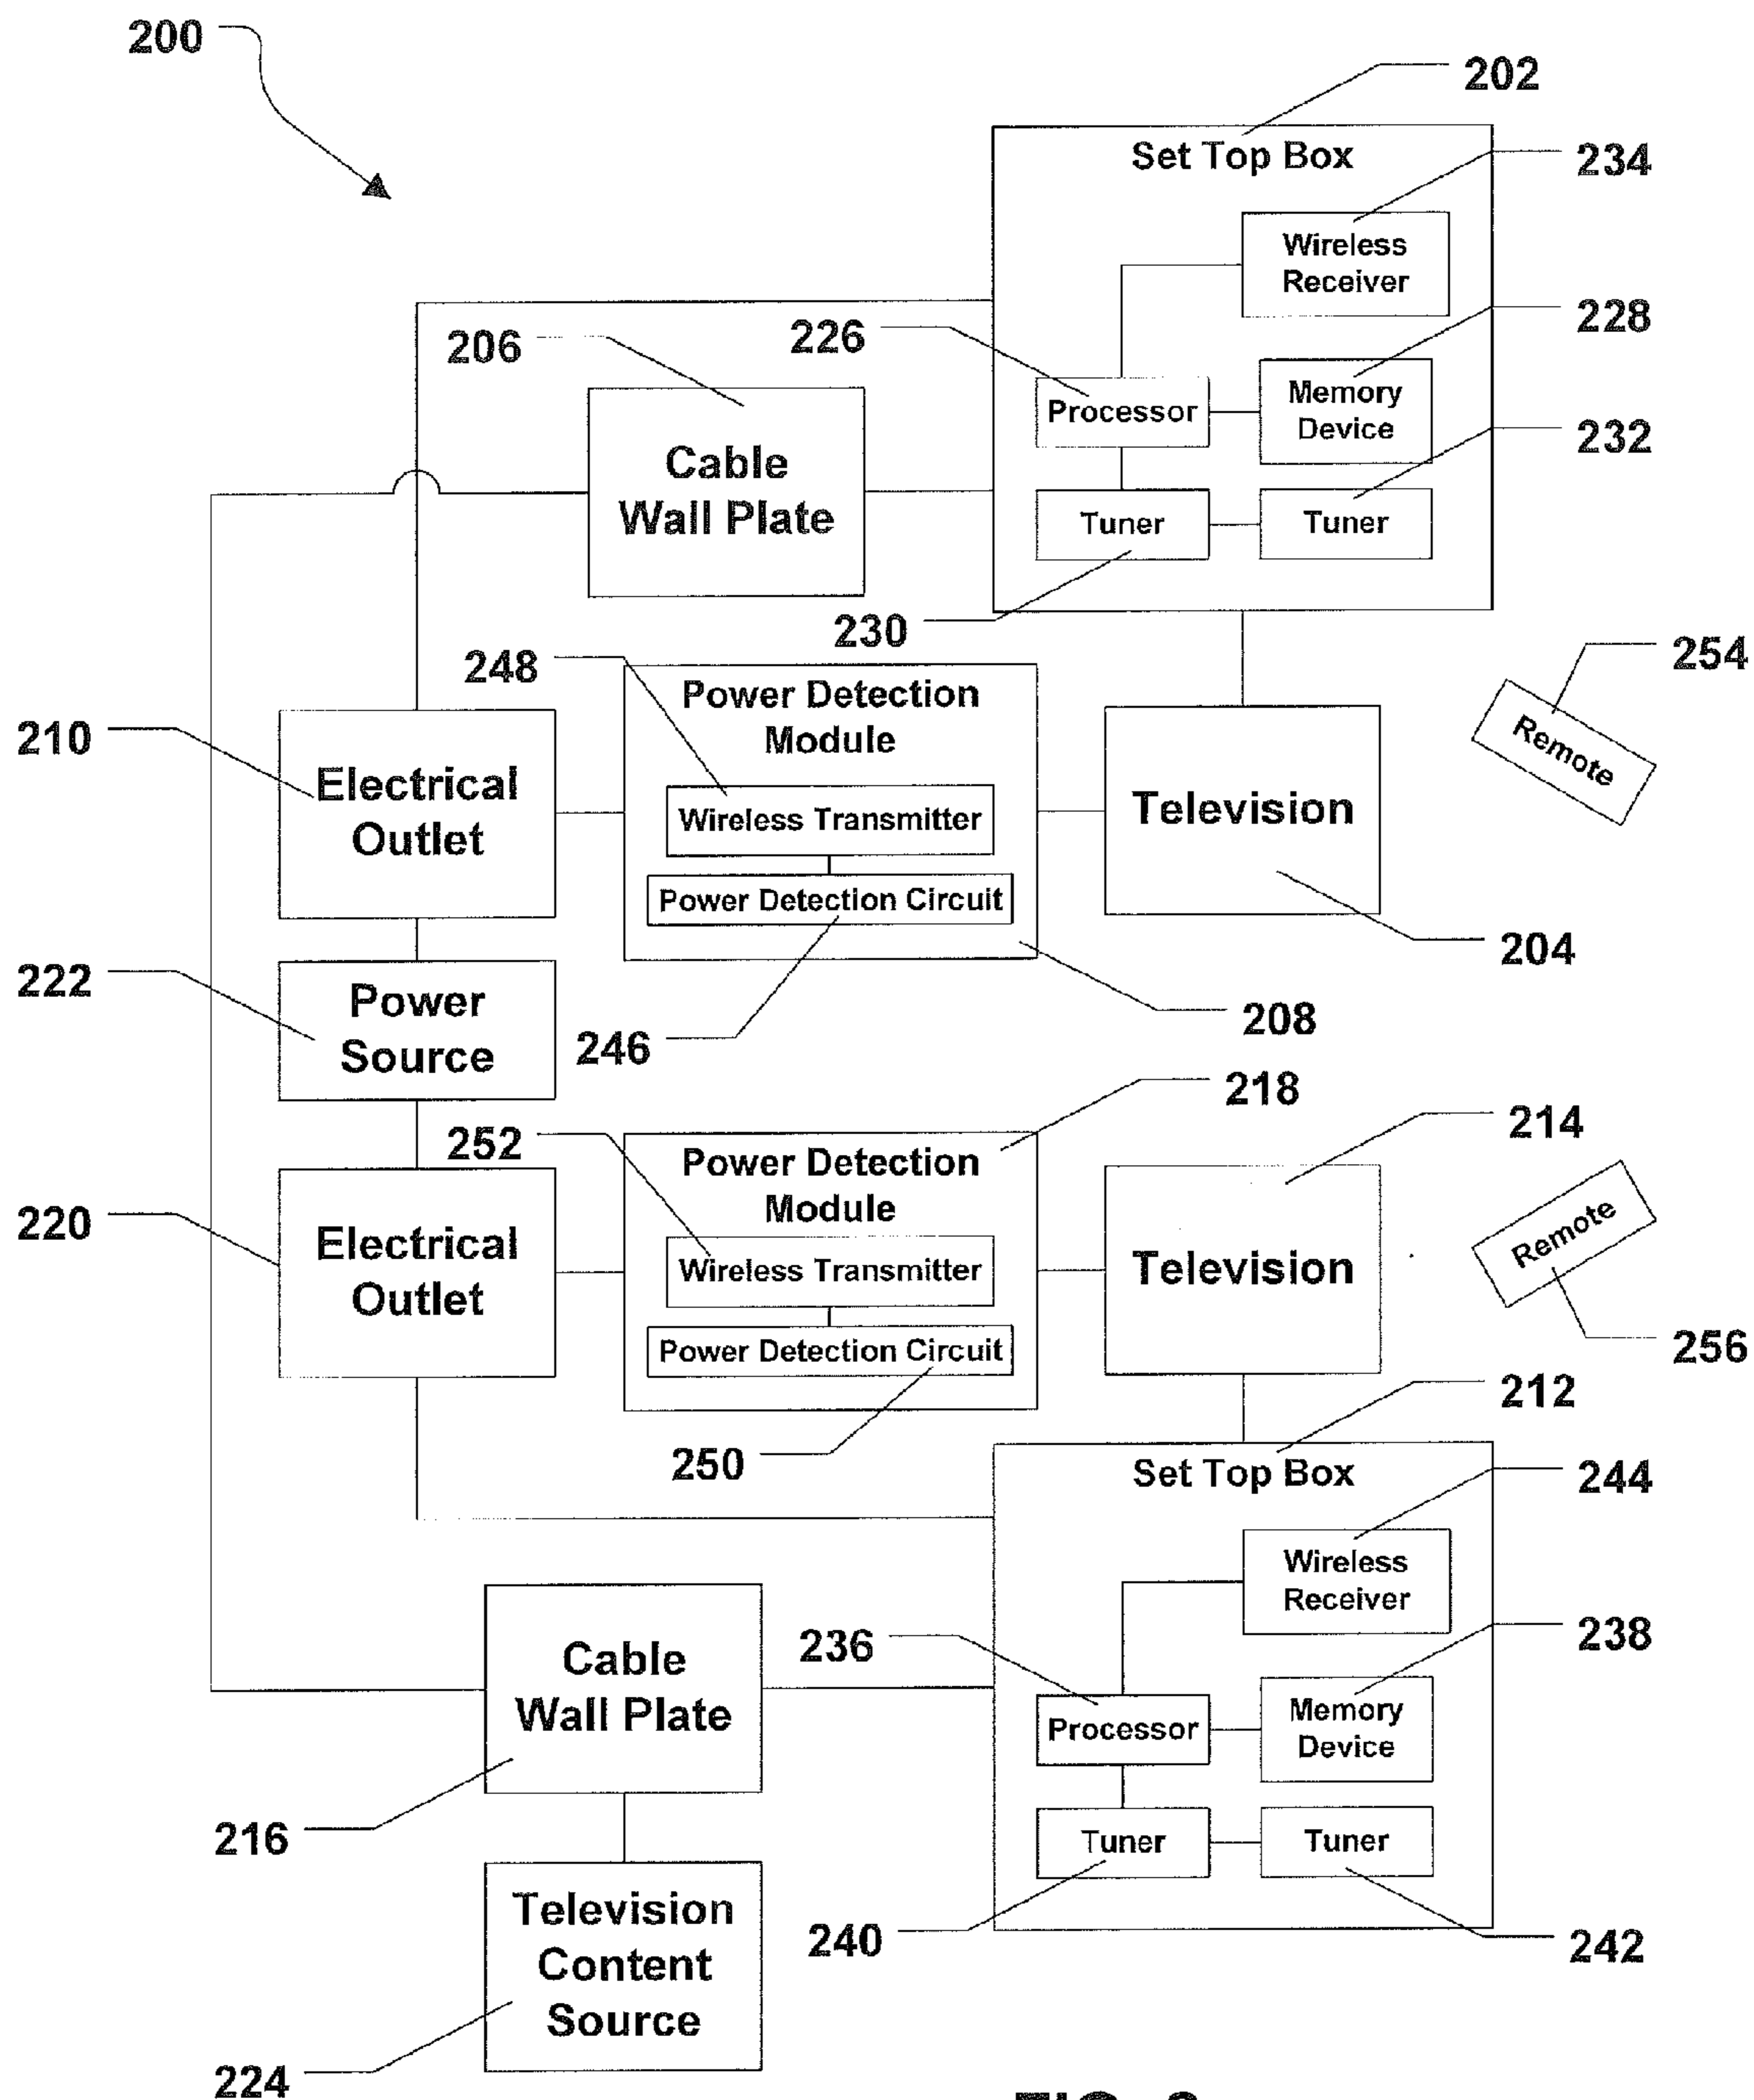 200
202
Set Top Box
234
Wireless
Receiver
228
206
226
Memory
Device
Processor
232
Cable
Wall Plate
Tuner
Tuner
230
254
248
Power Detection
Module
210
Remote
Electrical
Outlet
Wireless Transmitter
Television
Power Detection Circuit
204
222
Power
Source
208
246
218
214
252
Power Detection
Module
220
Remote
Electrical
Outlet
Wireless Transmitter
Television
Power Detection Circuit
256
212
250
Set Top Box
244
Wireless
Receiver
236
238
Cable
Wall Plate
Processor
Memory
Device
216
Tuner
Tuner
Television
Content
Source
240
242
224